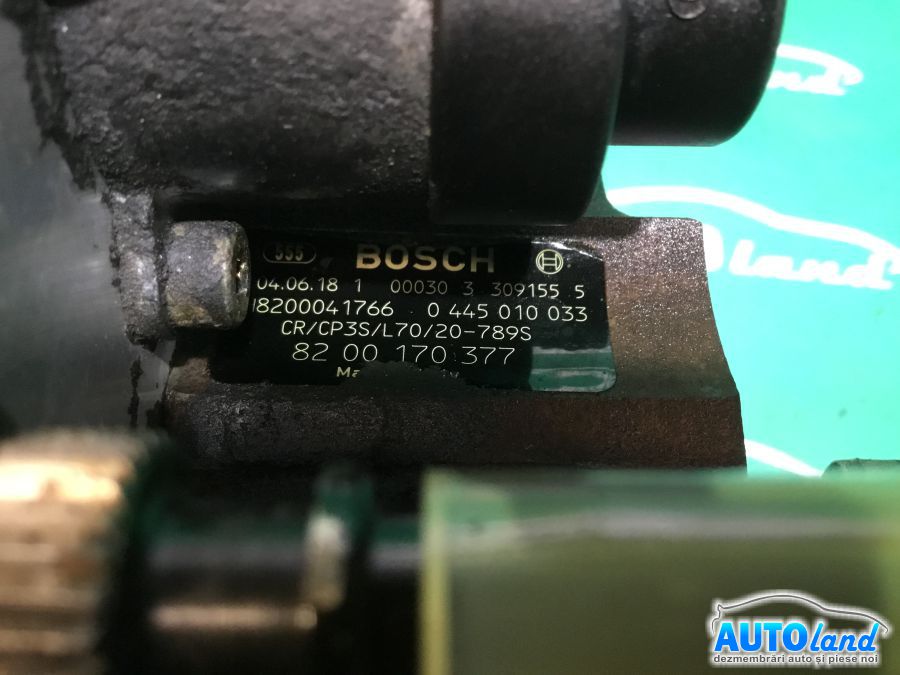 555 BOSCH
04.06.18 1 00030 3 309155 5
8200041766 0 445 010 033
CR/CP3S/L70/20-789S
82 00 170 377
AUTOland
dezmembrări auto și piese noi